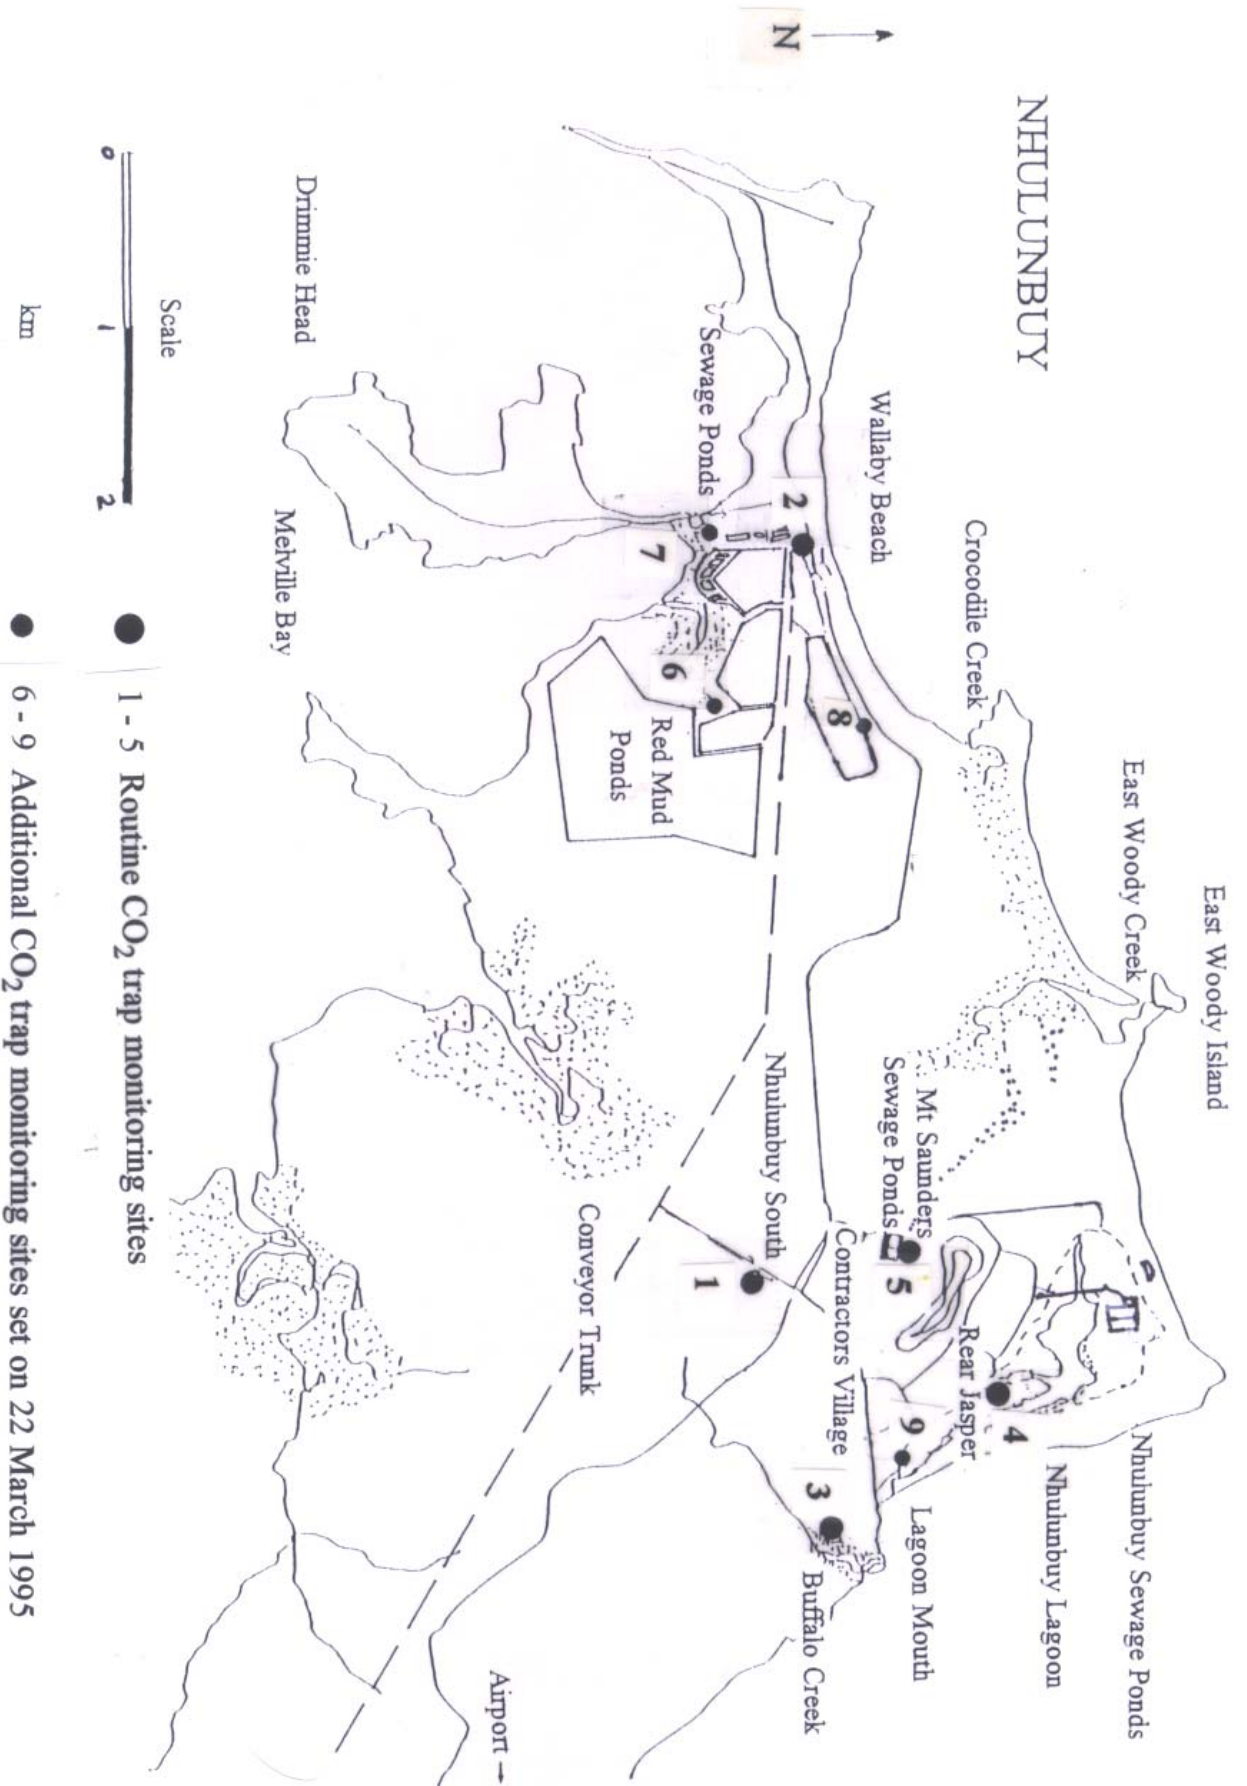 NHULUNBUY
N
East Woody Island
East Woody Creek
Crocodile Creek
Wallaby Beach
Nhulunbuy Sewage Ponds
Nhulunbuy Lagoon
4
Rear Jasper
Mt Saunders
Sewage Ponds
5
9
Lagoon Mouth
8
2
Contractors Village
3
Buffalo Creek
Nhulunbuy South
1
Sewage Ponds
7
6
Red Mud
Ponds
Conveyor Trunk
Airport →
Drimmie Head
Melville Bay
Scale
0 1 2
km
1 - 5 Routine CO2 trap monitoring sites
6 - 9 Additional CO2 trap monitoring sites set on 22 March 1995